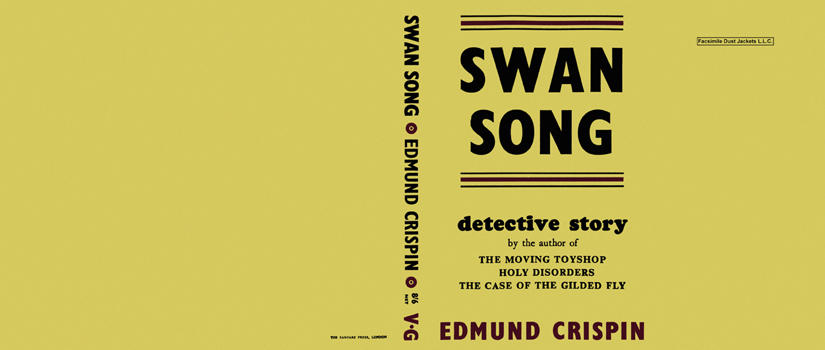 THE FANFARE PRESS, LONDON
SWAN SONG EDMUND CRISPIN 8/6 NET V·G
SWAN
SONG
detective story
by the author of
THE MOVING TOYSHOP
HOLY DISORDERS
THE CASE OF THE GILDED FLY
EDMUND CRISPIN
Facsimile Dust Jackets L.L.C.